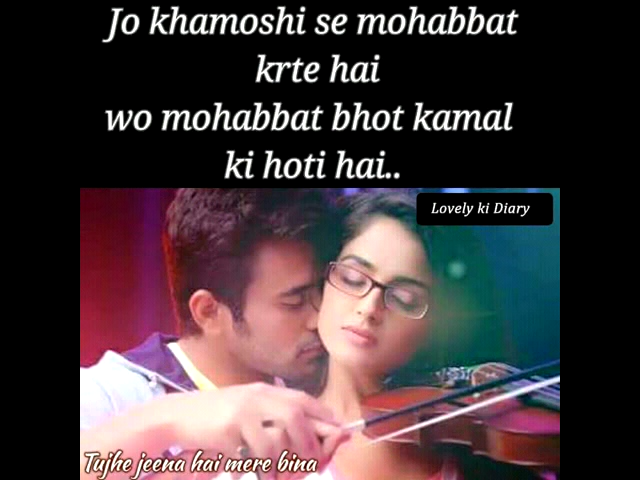 Jo khamoshi se mohabbat
krte hai
wo mohabbat bhot kamal
ki hoti hai..
Lovely ki Diary
Tujhe jeena hai mere bina